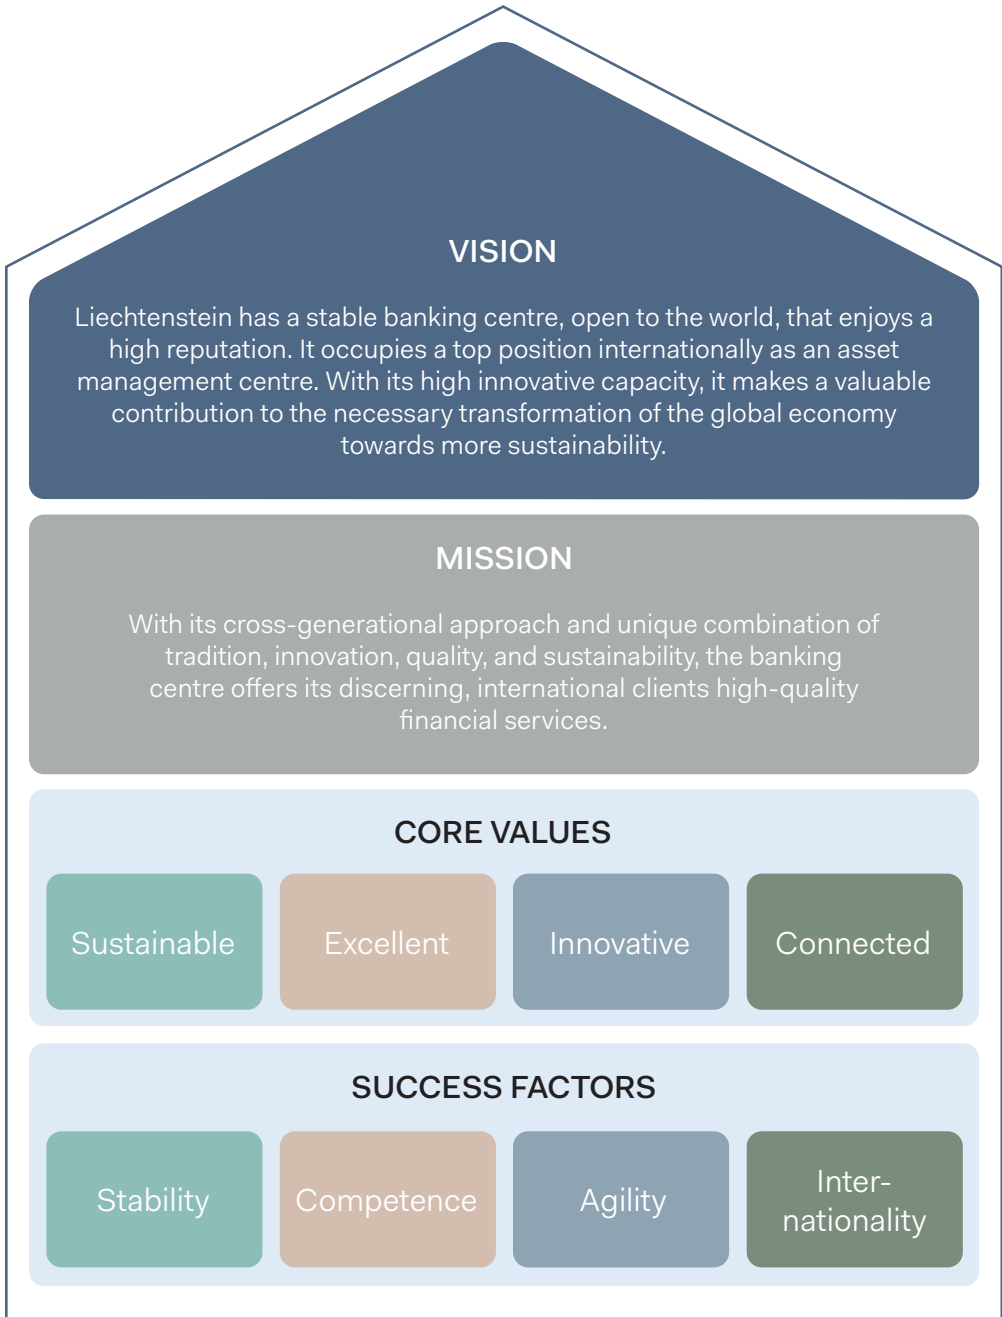 VISION
Liechtenstein has a stable banking centre, open to the world, that enjoys a
high reputation. It occupies a top position internationally as an asset
management centre. With its high innovative capacity, it makes a valuable
contribution to the necessary transformation of the global economy
towards more sustainability.
MISSION
With its cross-generational approach and unique combination of
tradition, innovation, quality, and sustainability, the banking
centre offers its discerning, international clients high-quality
financial services.
CORE VALUES
Sustainable
Excellent
Innovative
Connected
SUCCESS FACTORS
Stability
Competence
Agility
Inter-
nationality